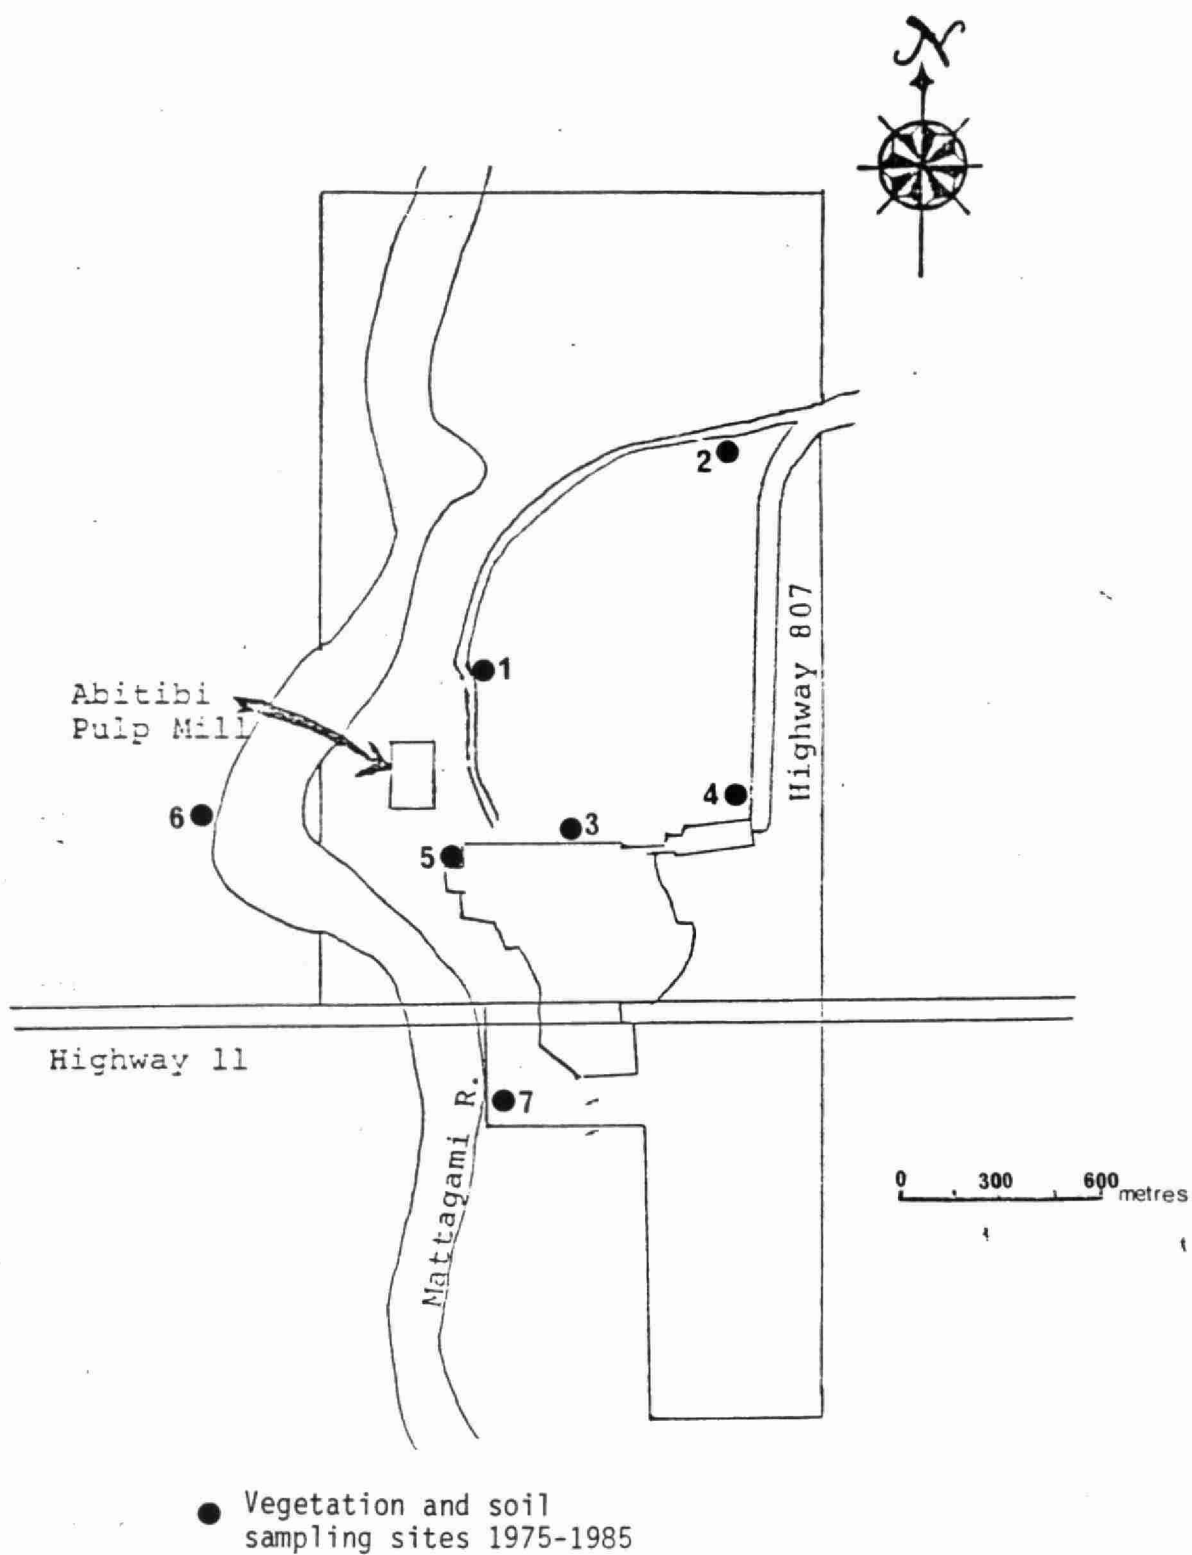 N
2
Highway 807
1
Abitibi
Pulp Mill
4
6
3
5
Highway 11
7
Mattagami R.
0 300 600 metres
Vegetation and soil
sampling sites 1975-1985